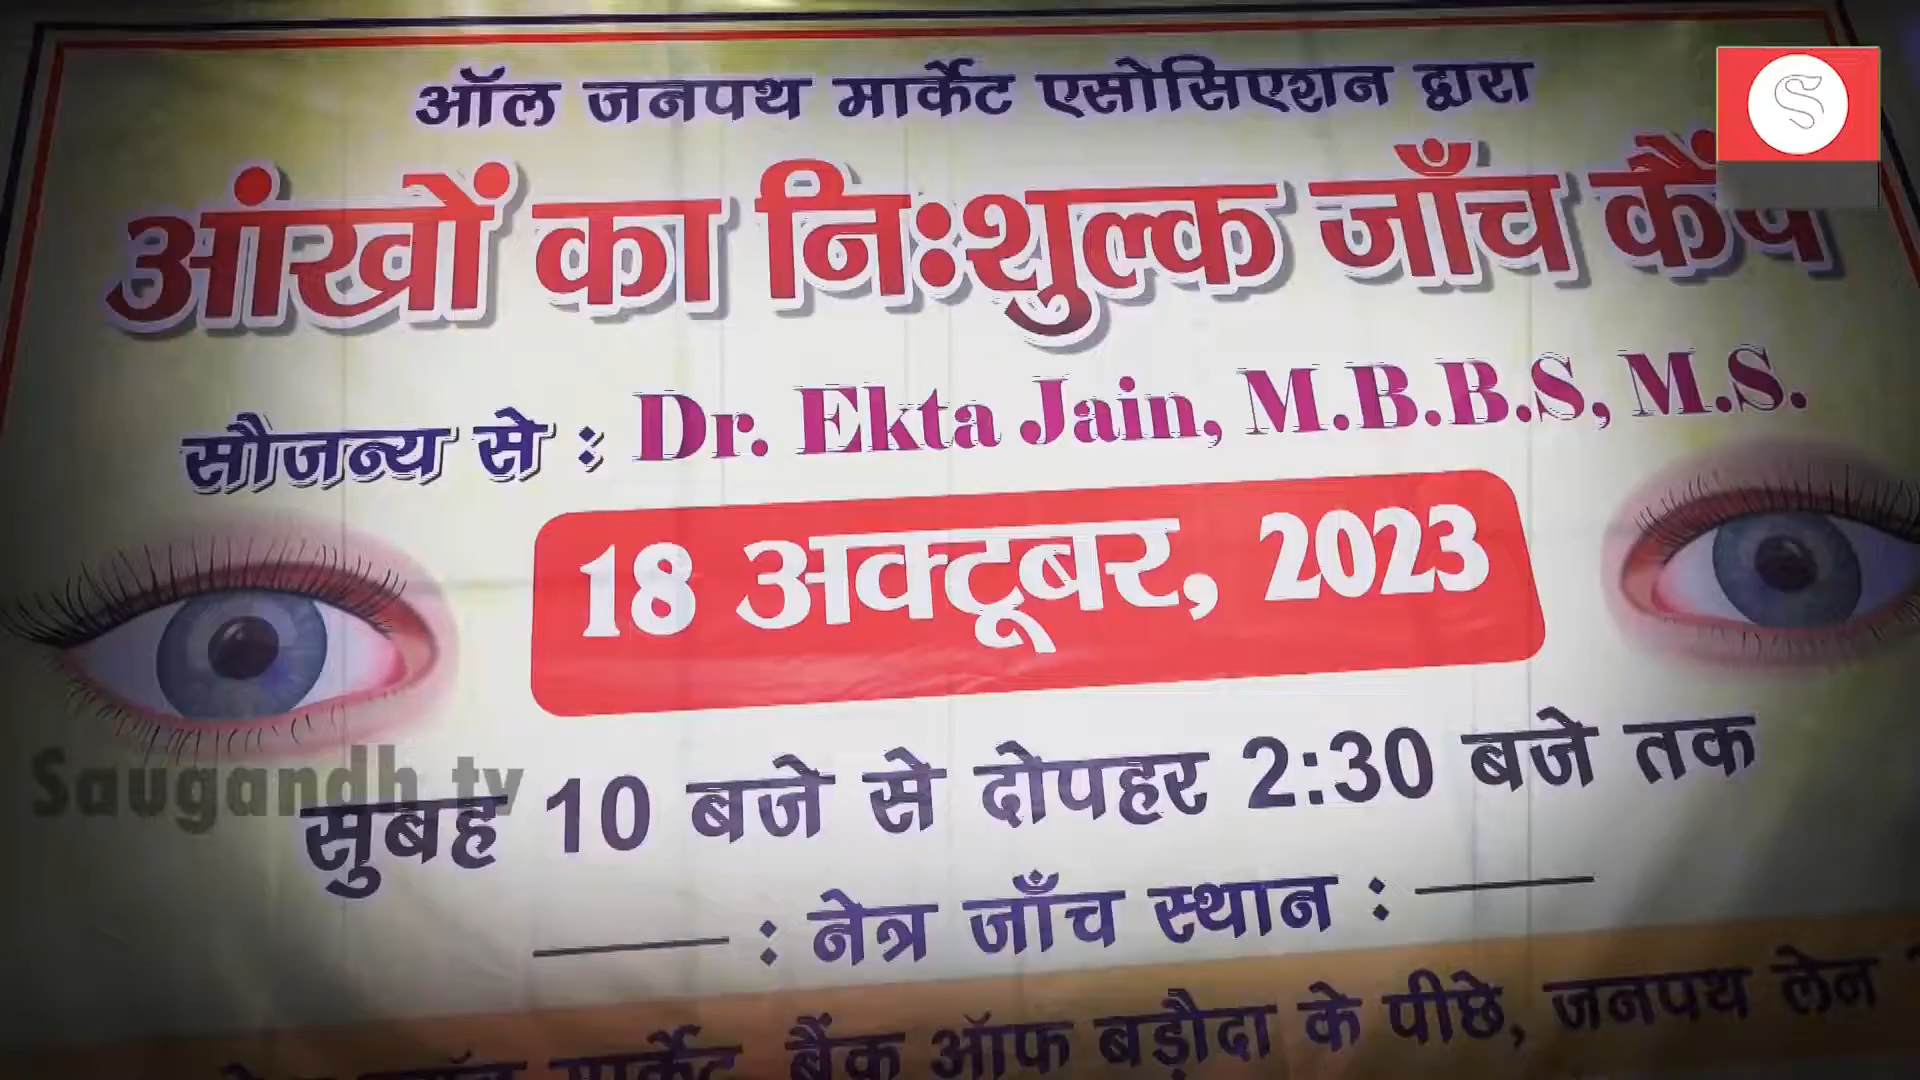 ऑल जनपथ मार्केट एसोसिएशन द्वारा
S
आंखों का निःशुल्क जाँच कैंप
सौजन्य से : Dr. Ekta Jain, M.B.B.S, M.S.
18 अक्टूबर, 2023
Saugandh tv
सुबह 10 बजे से दोपहर 2:30 बजे तक
: नेत्र जाँच स्थान :
मार्केट, बैंक ऑफ बड़ौदा के पीछे, जनपथ लेन